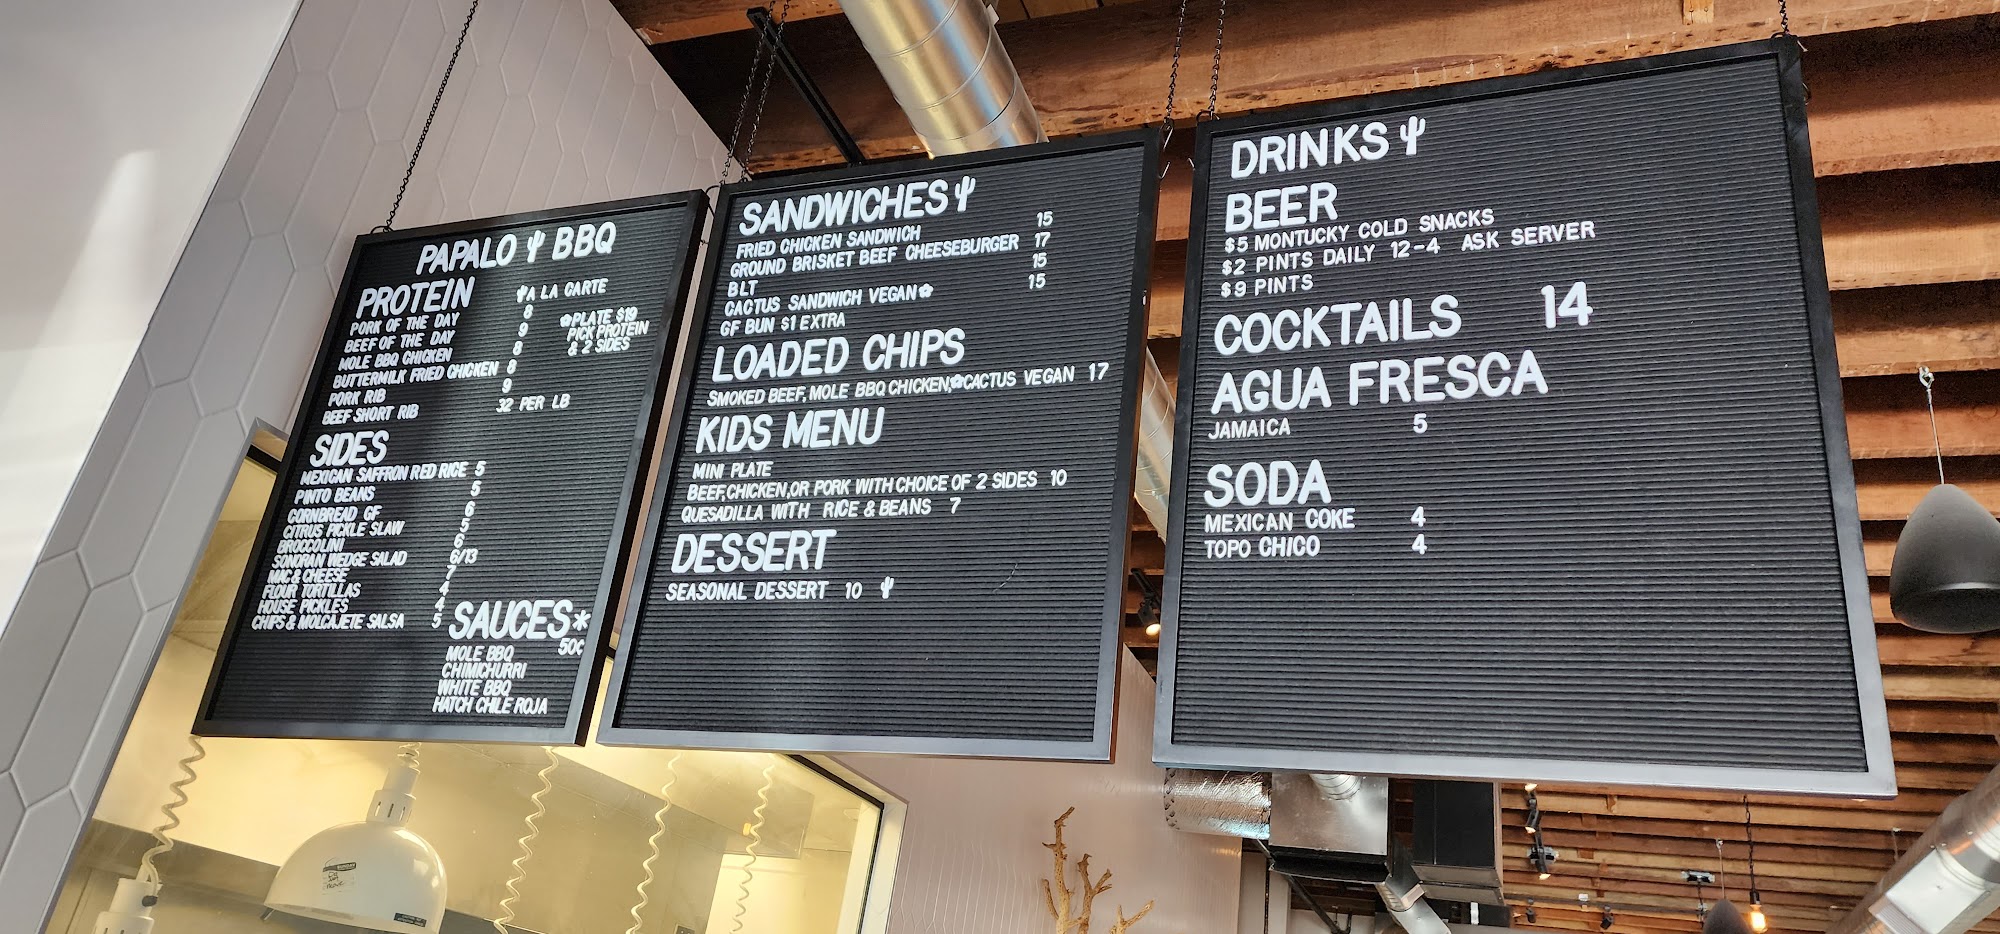 PAPALO BBQ
PROTEIN A LA CARTE
PORK OF THE DAY 8
BEEF OF THE DAY 9
MOLE BBQ CHICKEN 8
BUTTERMILK FRIED CHICKEN 8
PORK RIB 9
BEEF SHORT RIB 32 PER LB
PLATE $19
PICK PROTEIN
& 2 SIDES
SIDES
MEXICAN SAFFRON RED RICE 5
PINTO BEANS 5
CORNBREAD GF 6
CITRUS PICKLE SLAW 5
BROCCOLINI 6
SONORAN WEDGE SALAD 6/13
MAC & CHEESE 7
FLOUR TORTILLAS 4
HOUSE PICKLES 4
CHIPS & MOLCAJETE SALSA 5
SAUCES*
50¢
MOLE BBQ
CHIMICHURRI
WHITE BBQ
HATCH CHILE ROJA
SANDWICHES
FRIED CHICKEN SANDWICH 15
GROUND BRISKET BEEF CHEESEBURGER 17
BLT 15
CACTUS SANDWICH VEGAN 15
GF BUN $1 EXTRA
LOADED CHIPS
SMOKED BEEF, MOLE BBQ CHICKEN, CACTUS VEGAN 17
KIDS MENU
MINI PLATE
BEEF, CHICKEN, OR PORK WITH CHOICE OF 2 SIDES 10
QUESADILLA WITH RICE & BEANS 7
DESSERT
SEASONAL DESSERT 10
DRINKS
BEER
$5 MONTUCKY COLD SNACKS
$2 PINTS DAILY 12-4 ASK SERVER
$9 PINTS
COCKTAILS 14
AGUA FRESCA
JAMAICA 5
SODA
MEXICAN COKE 4
TOPO CHICO 4